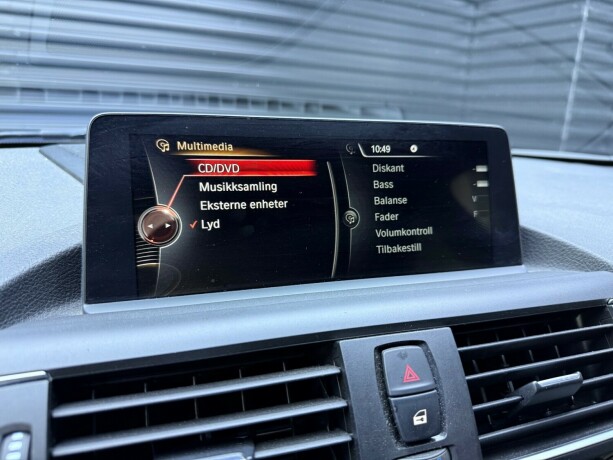 Multimedia
CD/DVD
Musikksamling
Eksterne enheter
✓ Lyd
10:49
Diskant
Bass
Balanse V
Fader F
Volumkontroll
Tilbakestill